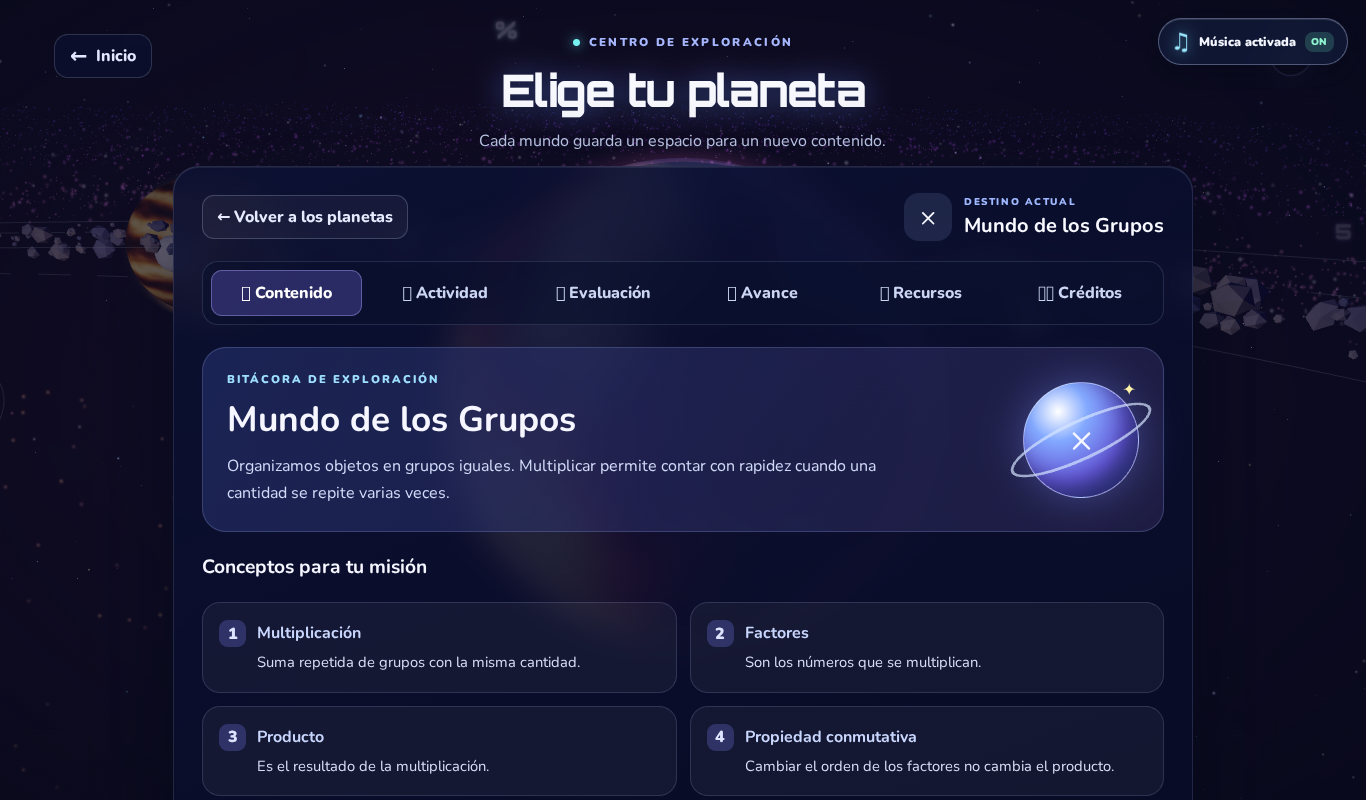 ← Inicio
CENTRO DE EXPLORACIÓN
Música activada ON
Elige tu planeta
Cada mundo guarda un espacio para un nuevo contenido.
← Volver a los planetas
DESTINO ACTUAL
Mundo de los Grupos
Contenido
Actividad
Evaluación
Avance
Recursos
Créditos
BITÁCORA DE EXPLORACIÓN
Mundo de los Grupos
Organizamos objetos en grupos iguales. Multiplicar permite contar con rapidez cuando una
cantidad se repite varias veces.
Conceptos para tu misión
1 Multiplicación
Suma repetida de grupos con la misma cantidad.
2 Factores
Son los números que se multiplican.
3 Producto
Es el resultado de la multiplicación.
4 Propiedad conmutativa
Cambiar el orden de los factores no cambia el producto.
%
5